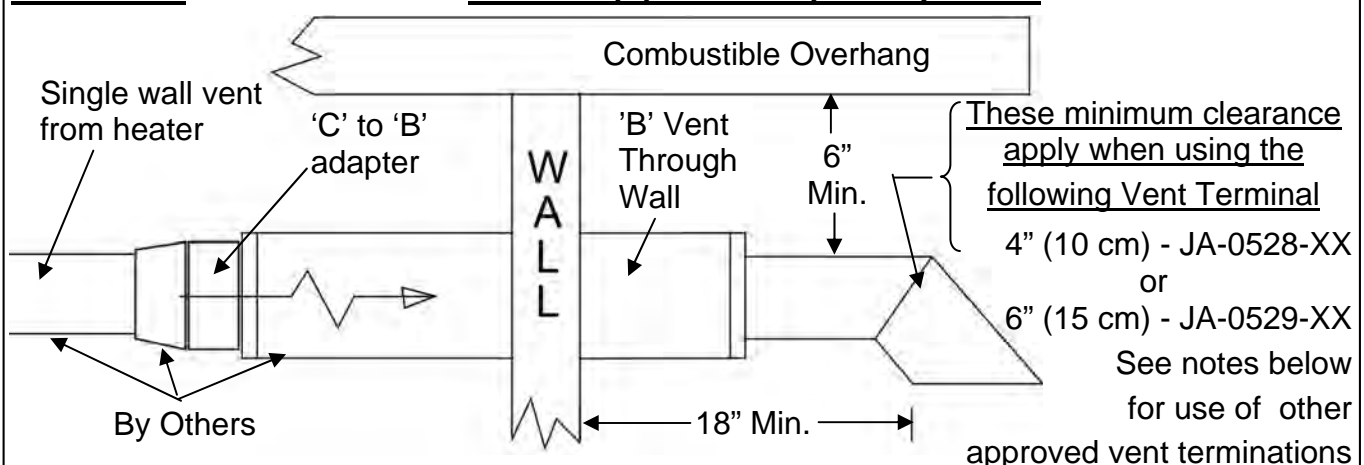 Combustible Overhang
Single wall vent
from heater
‘C’ to ‘B’
adapter
WALL
’B’ Vent
Through
Wall
6”
Min.
These minimum clearance
apply when using the
following Vent Terminal
4” (10 cm) - JA-0528-XX
or
6” (15 cm) - JA-0529-XX
See notes below
for use of other
approved vent terminations
By Others
18” Min.